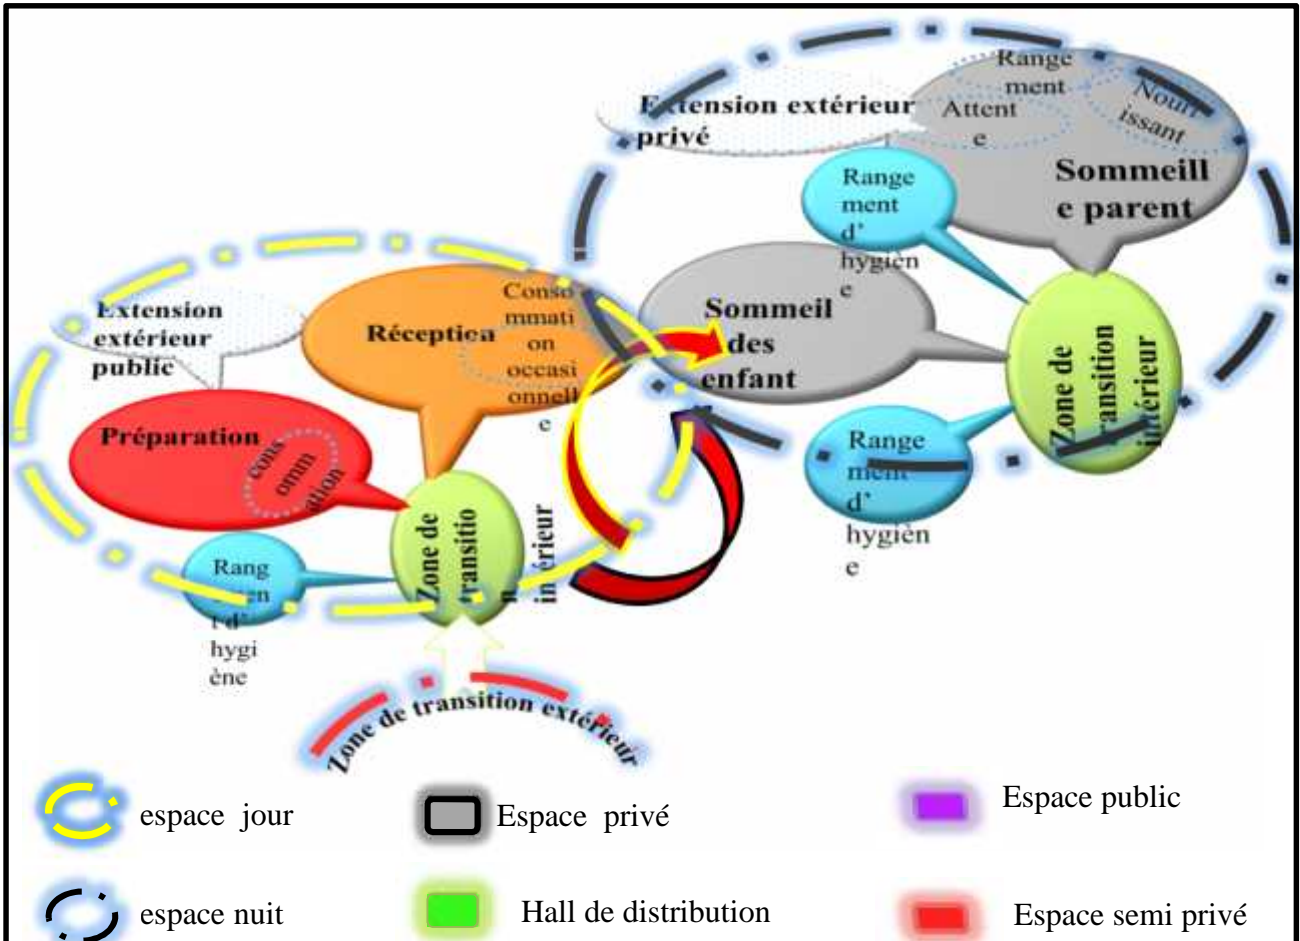 Range
ment
Attent
e
Nourr
issant
Extension extérieur
privé
Sommeill
e parent
Range
ment
d'
hygièn
e
Sommeil
des
enfant
Zone de
transition
intérieur
Range
ment
d'
hygièn
e
Extension
extérieur
public
Réception
Conso
mmati
on
occasi
onnell
e
Préparation
cons
omm
ation
Zone de
transitio
n
intérieur
Rang
emen
t d'
hygi
ène
Zone de transition extérieur
espace jour
Espace privé
Espace public
espace nuit
Hall de distribution
Espace semi privé